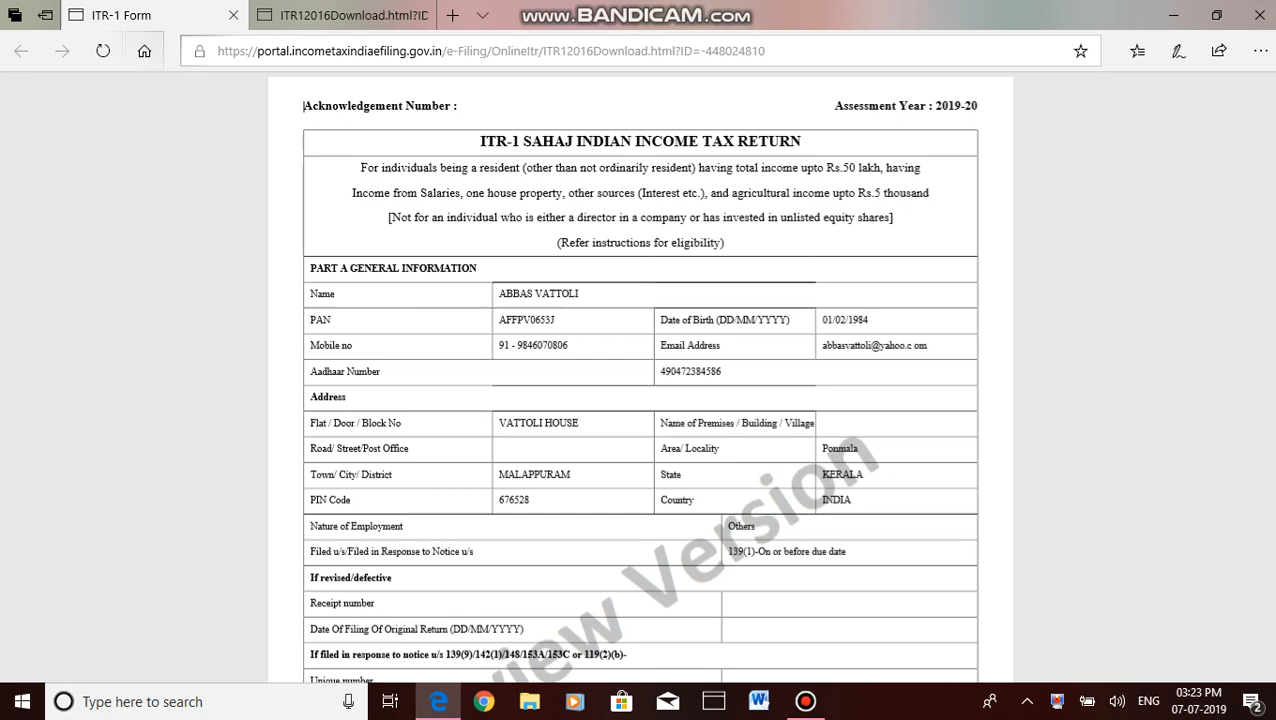 ITR-1 Form
ITR12016Download.html?ID
www.BANDICAM.com
https://portal.incometaxindiaefiling.gov.in/e-Filing/OnlineItr/ITR12016Download.html?ID=-448024810
Acknowledgement Number : Assessment Year : 2019-20
ITR-1 SAHAJ INDIAN INCOME TAX RETURN
For individuals being a resident (other than not ordinarily resident) having total income upto Rs.50 lakh, having
Income from Salaries, one house property, other sources (Interest etc.), and agricultural income upto Rs.5 thousand
[Not for an individual who is either a director in a company or has invested in unlisted equity shares]
(Refer instructions for eligibility)
PART A GENERAL INFORMATION
Name ABBAS VATTOLI
PAN AFFPV0653J Date of Birth (DD/MM/YYYY) 01/02/1984
Mobile no 91 - 9846070806 Email Address abbasvattoli@yahoo.c om
Aadhaar Number 490472384586
Address
Flat / Door / Block No VATTOLI HOUSE Name of Premises / Building / Village
Road/ Street/Post Office Area/ Locality Ponmala
Town/ City/ District MALAPPURAM State KERALA
PIN Code 676528 Country INDIA
Nature of Employment Others
Filed u/s/Filed in Response to Notice u/s 139(1)-On or before due date
If revised/defective
Receipt number
Date Of Filing Of Original Return (DD/MM/YYYY)
If filed in response to notice u/s 139(9)/142(1)/148/153A/153C or 119(2)(b)-
Unique number
view Version
Type here to search
ENG
03:23 PM
07-07-2019
2